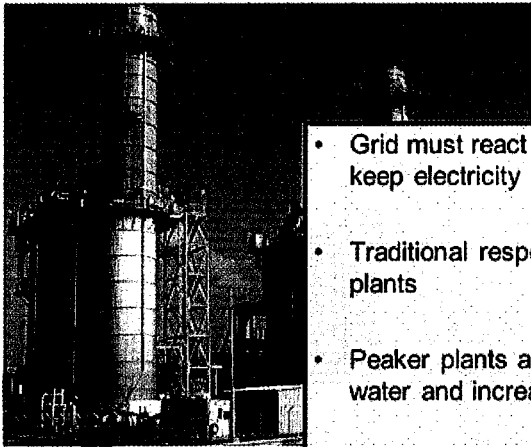 • Grid must react
keep electricity
• Traditional respo
plants
• Peaker plants a
water and increa